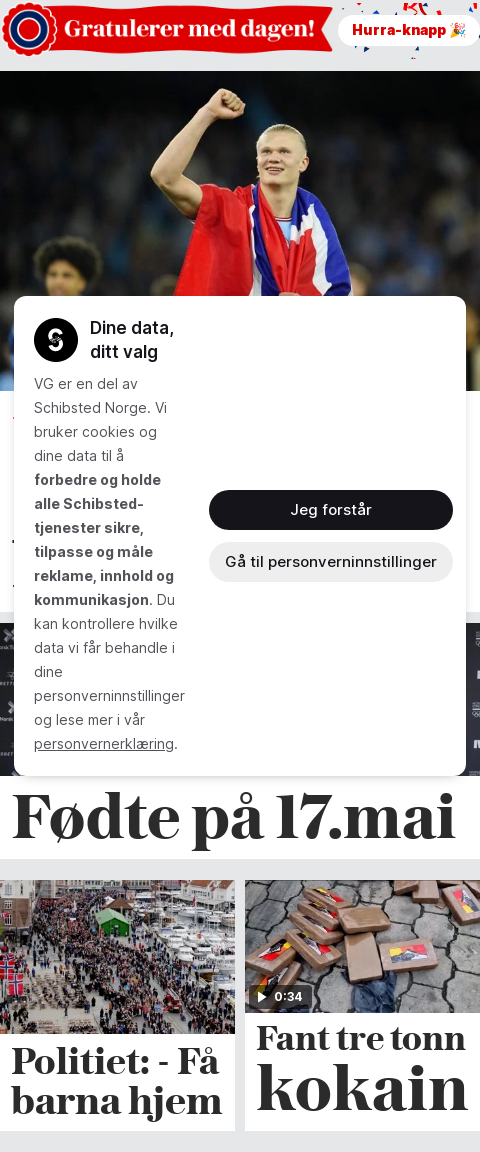 Gratulerer med dagen!
Hurra-knapp 🎉
Dine data,
ditt valg
VG er en del av
Schibsted Norge. Vi
bruker cookies og
dine data til å
forbedre og holde
alle Schibsted-
tjenester sikre,
tilpasse og måle
reklame, innhold og
kommunikasjon. Du
kan kontrollere hvilke
data vi får behandle i
dine
personverninnstillinger
og lese mer i vår
personvernerklæring.
Jeg forstår
Gå til personverninnstillinger
Fødte på 17.mai
0:34
Politiet: - Få
barna hjem
Fant tre tonn
kokain